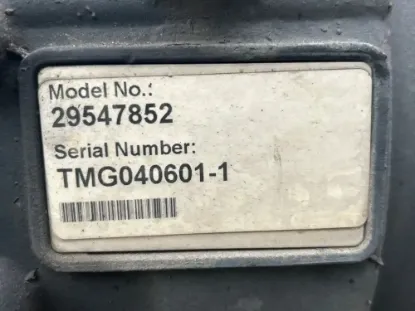 Model No.:
29547852
Serial Number:
TMG040601-1